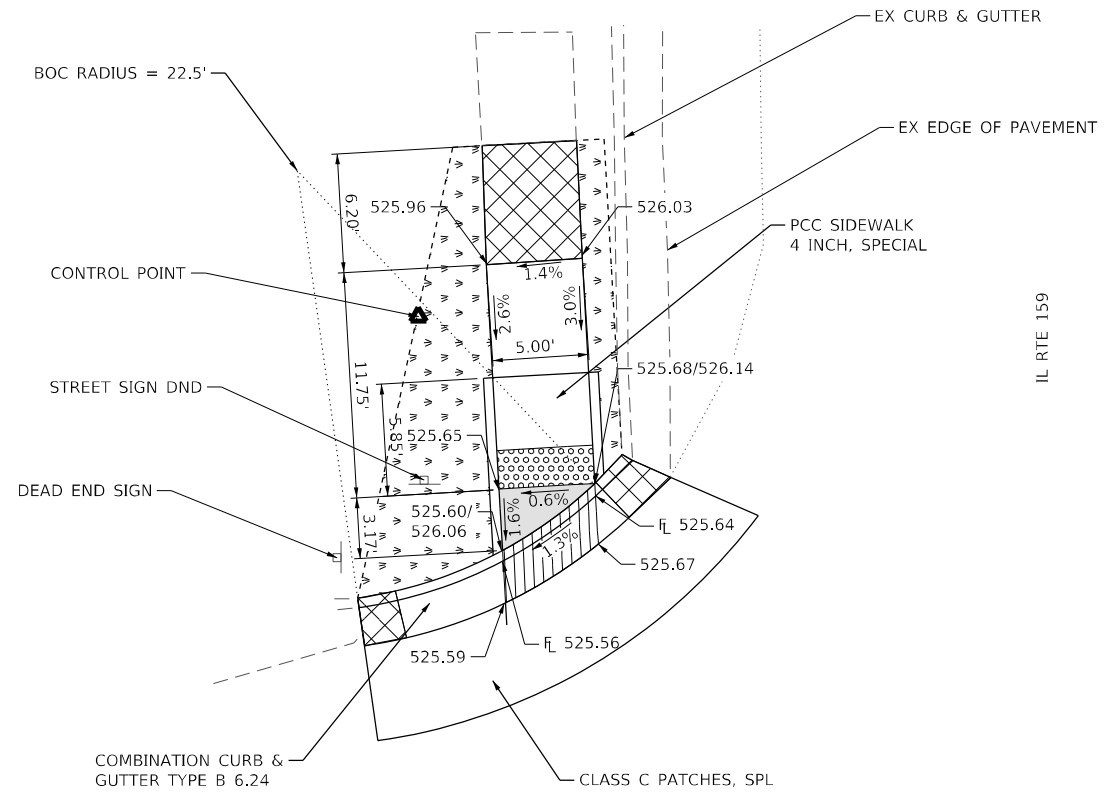 EX CURB & GUTTER
BOC RADIUS = 22.5'
EX EDGE OF PAVEMENT
6.20'
525.96
526.03
PCC SIDEWALK
4 INCH, SPECIAL
CONTROL POINT
1.4%
2.6%
3.0%
IL RTE 159
5.00'
11.75'
525.68/526.14
STREET SIGN DND
5.85'
525.65
DEAD END SIGN
0.6%
525.60/
526.06
1.6%
FL 525.64
3.17'
1.3%
525.67
FL 525.56
525.59
COMBINATION CURB &
GUTTER TYPE B 6.24
CLASS C PATCHES, SPL